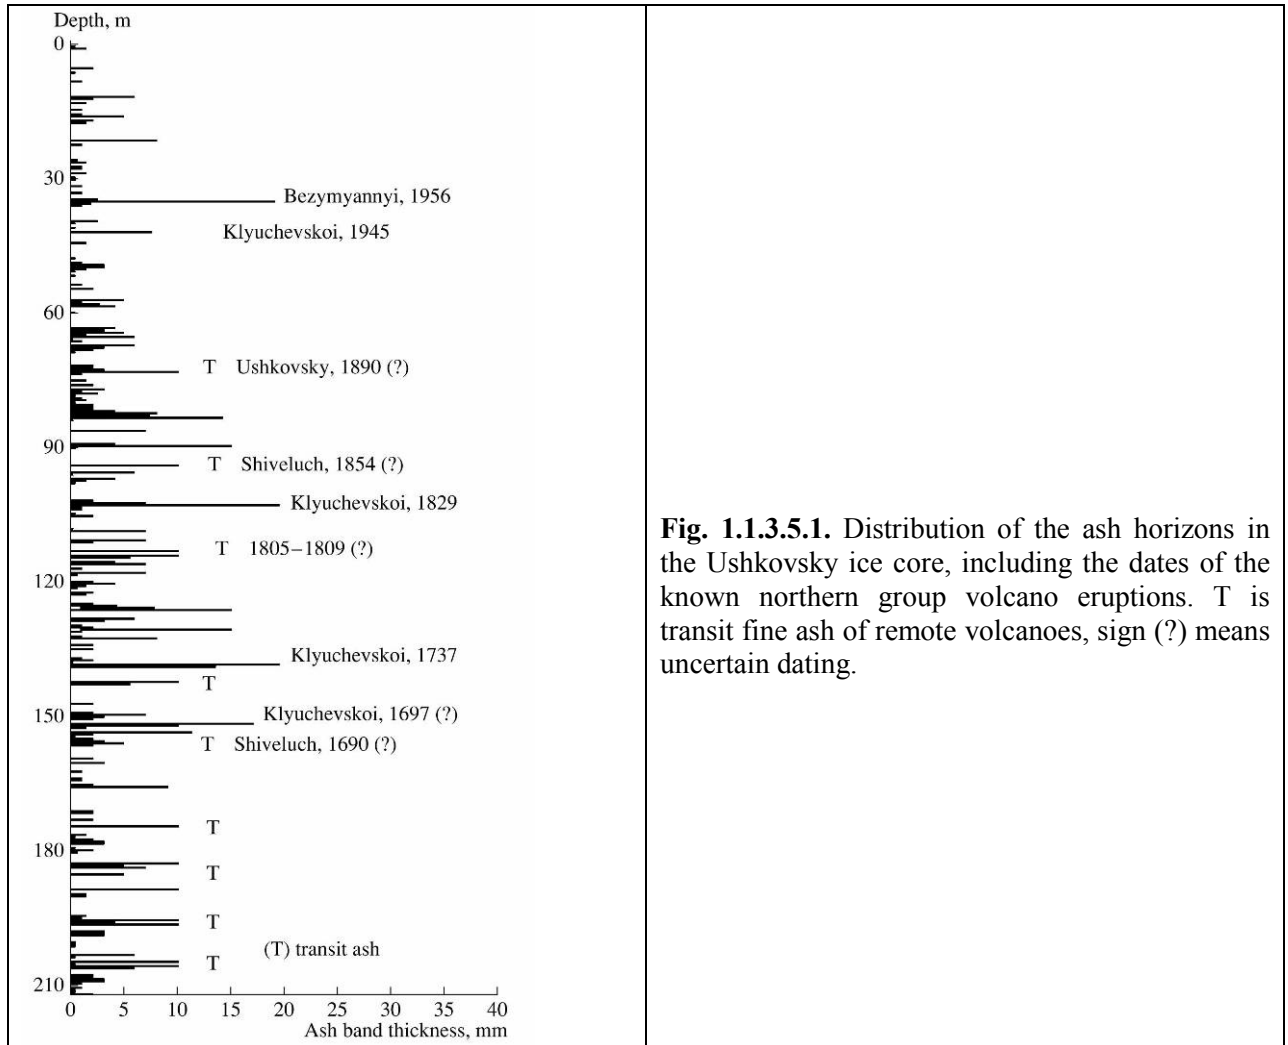 Depth, m
0
30
Bezymyannyi, 1956
Klyuchevskoi, 1945
60
T Ushkovsky, 1890 (?)
90
T Shiveluch, 1854 (?)
Klyuchevskoi, 1829
T 1805–1809 (?)
120
Klyuchevskoi, 1737
T
150
Klyuchevskoi, 1697 (?)
T Shiveluch, 1690 (?)
T
180
T
T
(T) transit ash
T
210
0 5 10 15 20 25 30 35 40
Ash band thickness, mm
Fig. 1.1.3.5.1. Distribution of the ash horizons in
the Ushkovsky ice core, including the dates of the
known northern group volcano eruptions. T is
transit fine ash of remote volcanoes, sign (?) means
uncertain dating.